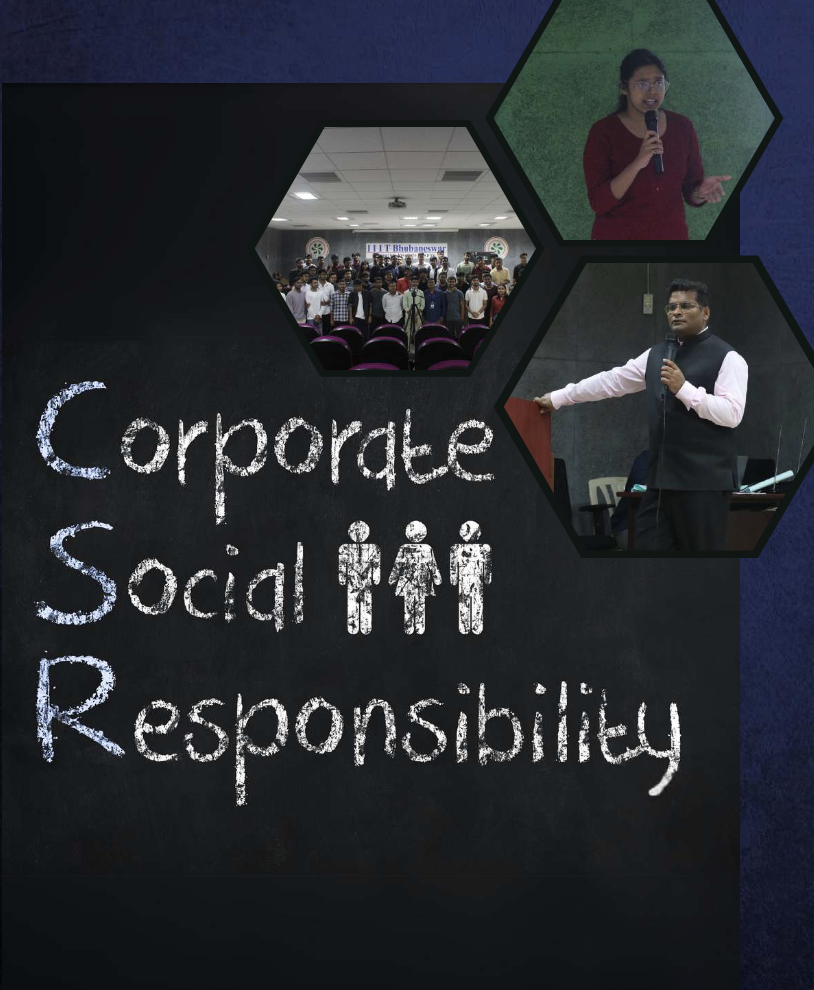 IIIT Bhubaneswar
Corporate
Social
Responsibility